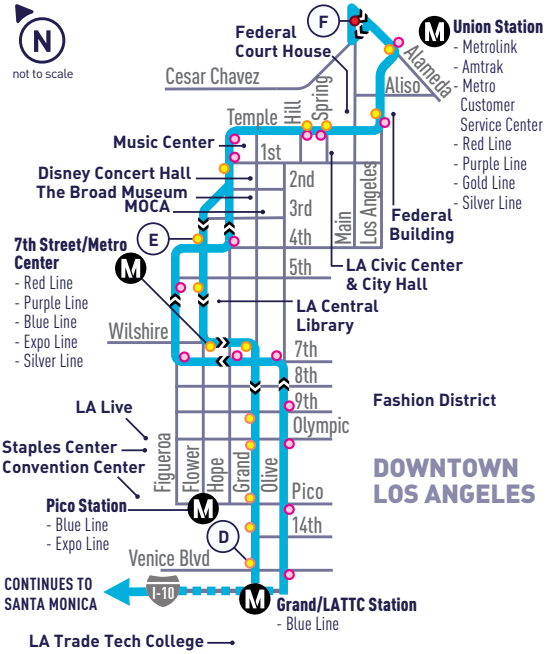 N
not to scale
F
M
Union Station
- Metrolink
- Amtrak
- Metro
Customer
Service Center
- Red Line
- Purple Line
- Gold Line
- Silver Line
Federal
Court House
Cesar Chavez
Alameda
Aliso
Temple
Hill
Spring
Music Center
1st
Disney Concert Hall
2nd
The Broad Museum
MOCA
3rd
Main
Los Angeles
Federal
Building
E
4th
7th Street/Metro
Center
M
- Red Line
- Purple Line
- Blue Line
- Expo Line
- Silver Line
5th
LA Civic Center
& City Hall
LA Central
Library
Wilshire
7th
8th
9th
Fashion District
LA Live
Olympic
Staples Center
Convention Center
Figueroa
Flower
Hope
Grand
Olive
DOWNTOWN
LOS ANGELES
Pico
Pico Station
- Blue Line
- Expo Line
M
14th
D
Venice Blvd
CONTINUES TO
SANTA MONICA
I-10
M
Grand/LATTC Station
- Blue Line
LA Trade Tech College